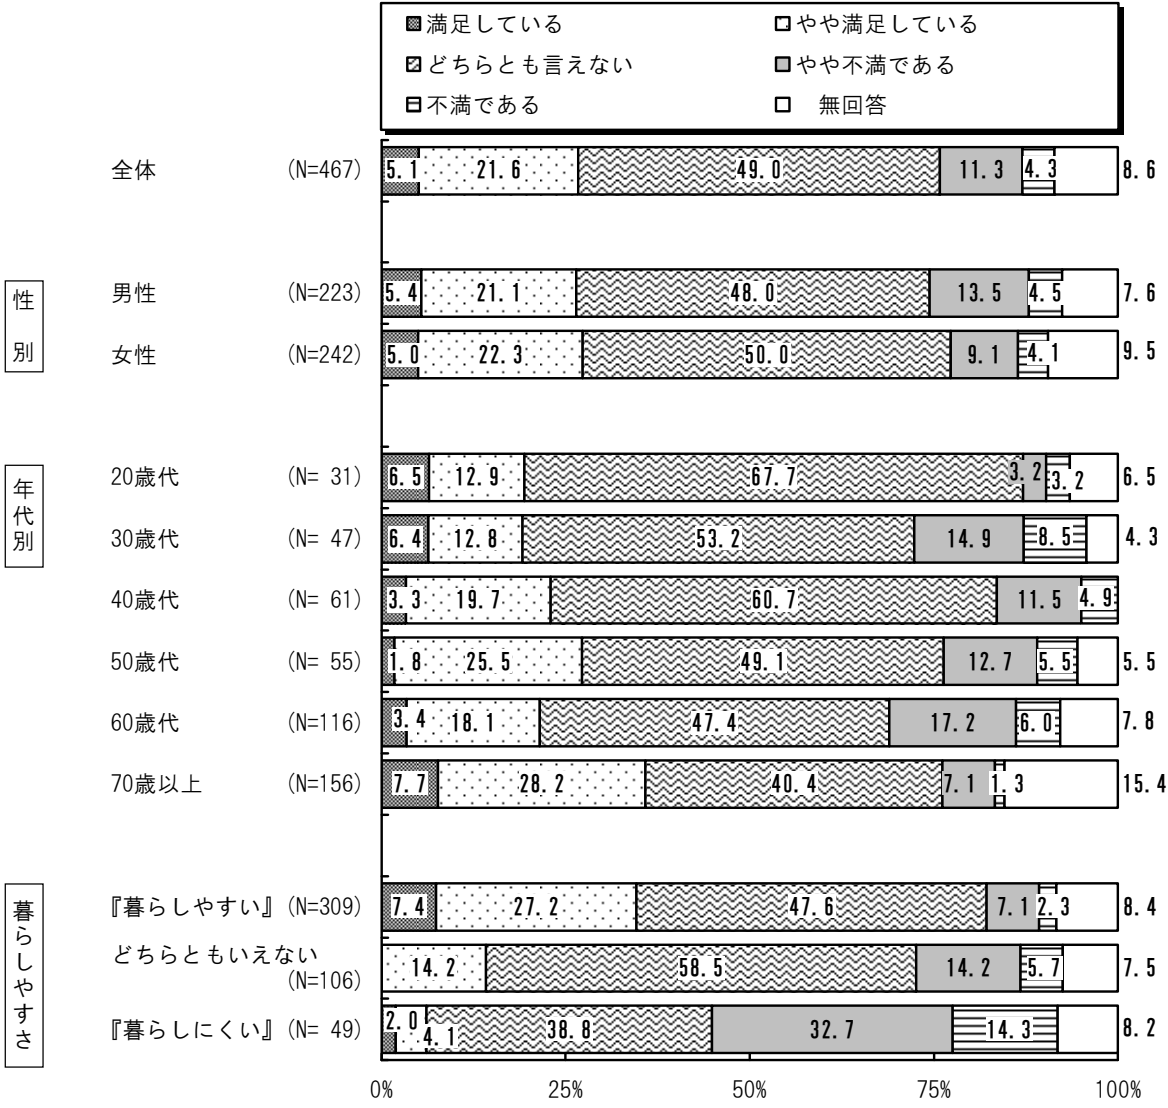 満足している やや満足している
どちらとも言えない やや不満である
不満である 無回答
全体 (N=467) 5.1 21.6 49.0 11.3 4.3 8.6
性別
男性 (N=223) 5.4 21.1 48.0 13.5 4.5 7.6
女性 (N=242) 5.0 22.3 50.0 9.1 4.1 9.5
年代別
20歳代 (N= 31) 6.5 12.9 67.7 3.2 3.2 6.5
30歳代 (N= 47) 6.4 12.8 53.2 14.9 8.5 4.3
40歳代 (N= 61) 3.3 19.7 60.7 11.5 4.9
50歳代 (N= 55) 1.8 25.5 49.1 12.7 5.5 5.5
60歳代 (N=116) 3.4 18.1 47.4 17.2 6.0 7.8
70歳以上 (N=156) 7.7 28.2 40.4 7.1 1.3 15.4
暮らしやすさ
『暮らしやすい』 (N=309) 7.4 27.2 47.6 7.1 2.3 8.4
どちらともいえない
(N=106) 14.2 58.5 14.2 5.7 7.5
『暮らしにくい』 (N= 49) 2.0 4.1 38.8 32.7 14.3 8.2
0% 25% 50% 75% 100%